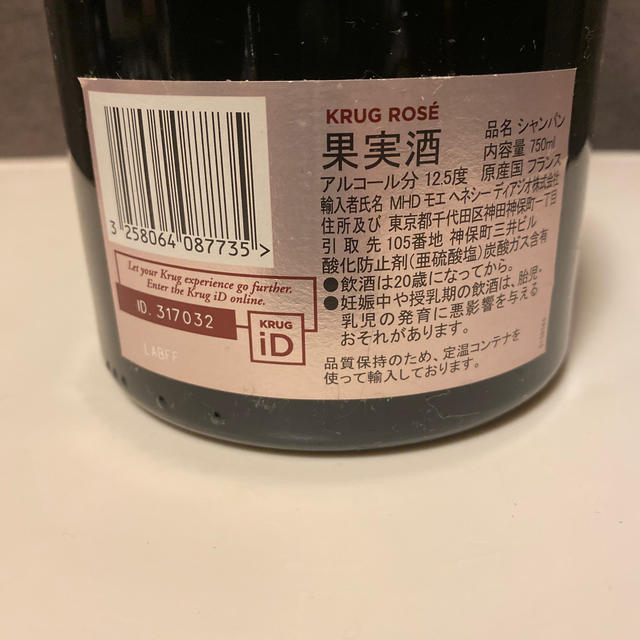 3 258064 087735 >
Let your Krug experience go further.
Enter the Krug iD online.
ID. 317032
KRUG
iD
LABFF
KRUG ROSÉ
果実酒
品名 シャンパン
内容量 750ml
アルコール分 12.5度 原産国 フランス
輸入者氏名 MHD モエ ヘネシー ディアジオ株式会社
住所及び 東京都千代田区神田神保町一丁目
引取先 105番地 神保町三井ビル
酸化防止剤(亜硫酸塩)炭酸ガス含有
●飲酒は20歳になってから。
●妊娠中や授乳期の飲酒は、胎児・
乳児の発育に悪影響を与える
おそれがあります。
品質保持のため、定温コンテナを
使って輸入しております。